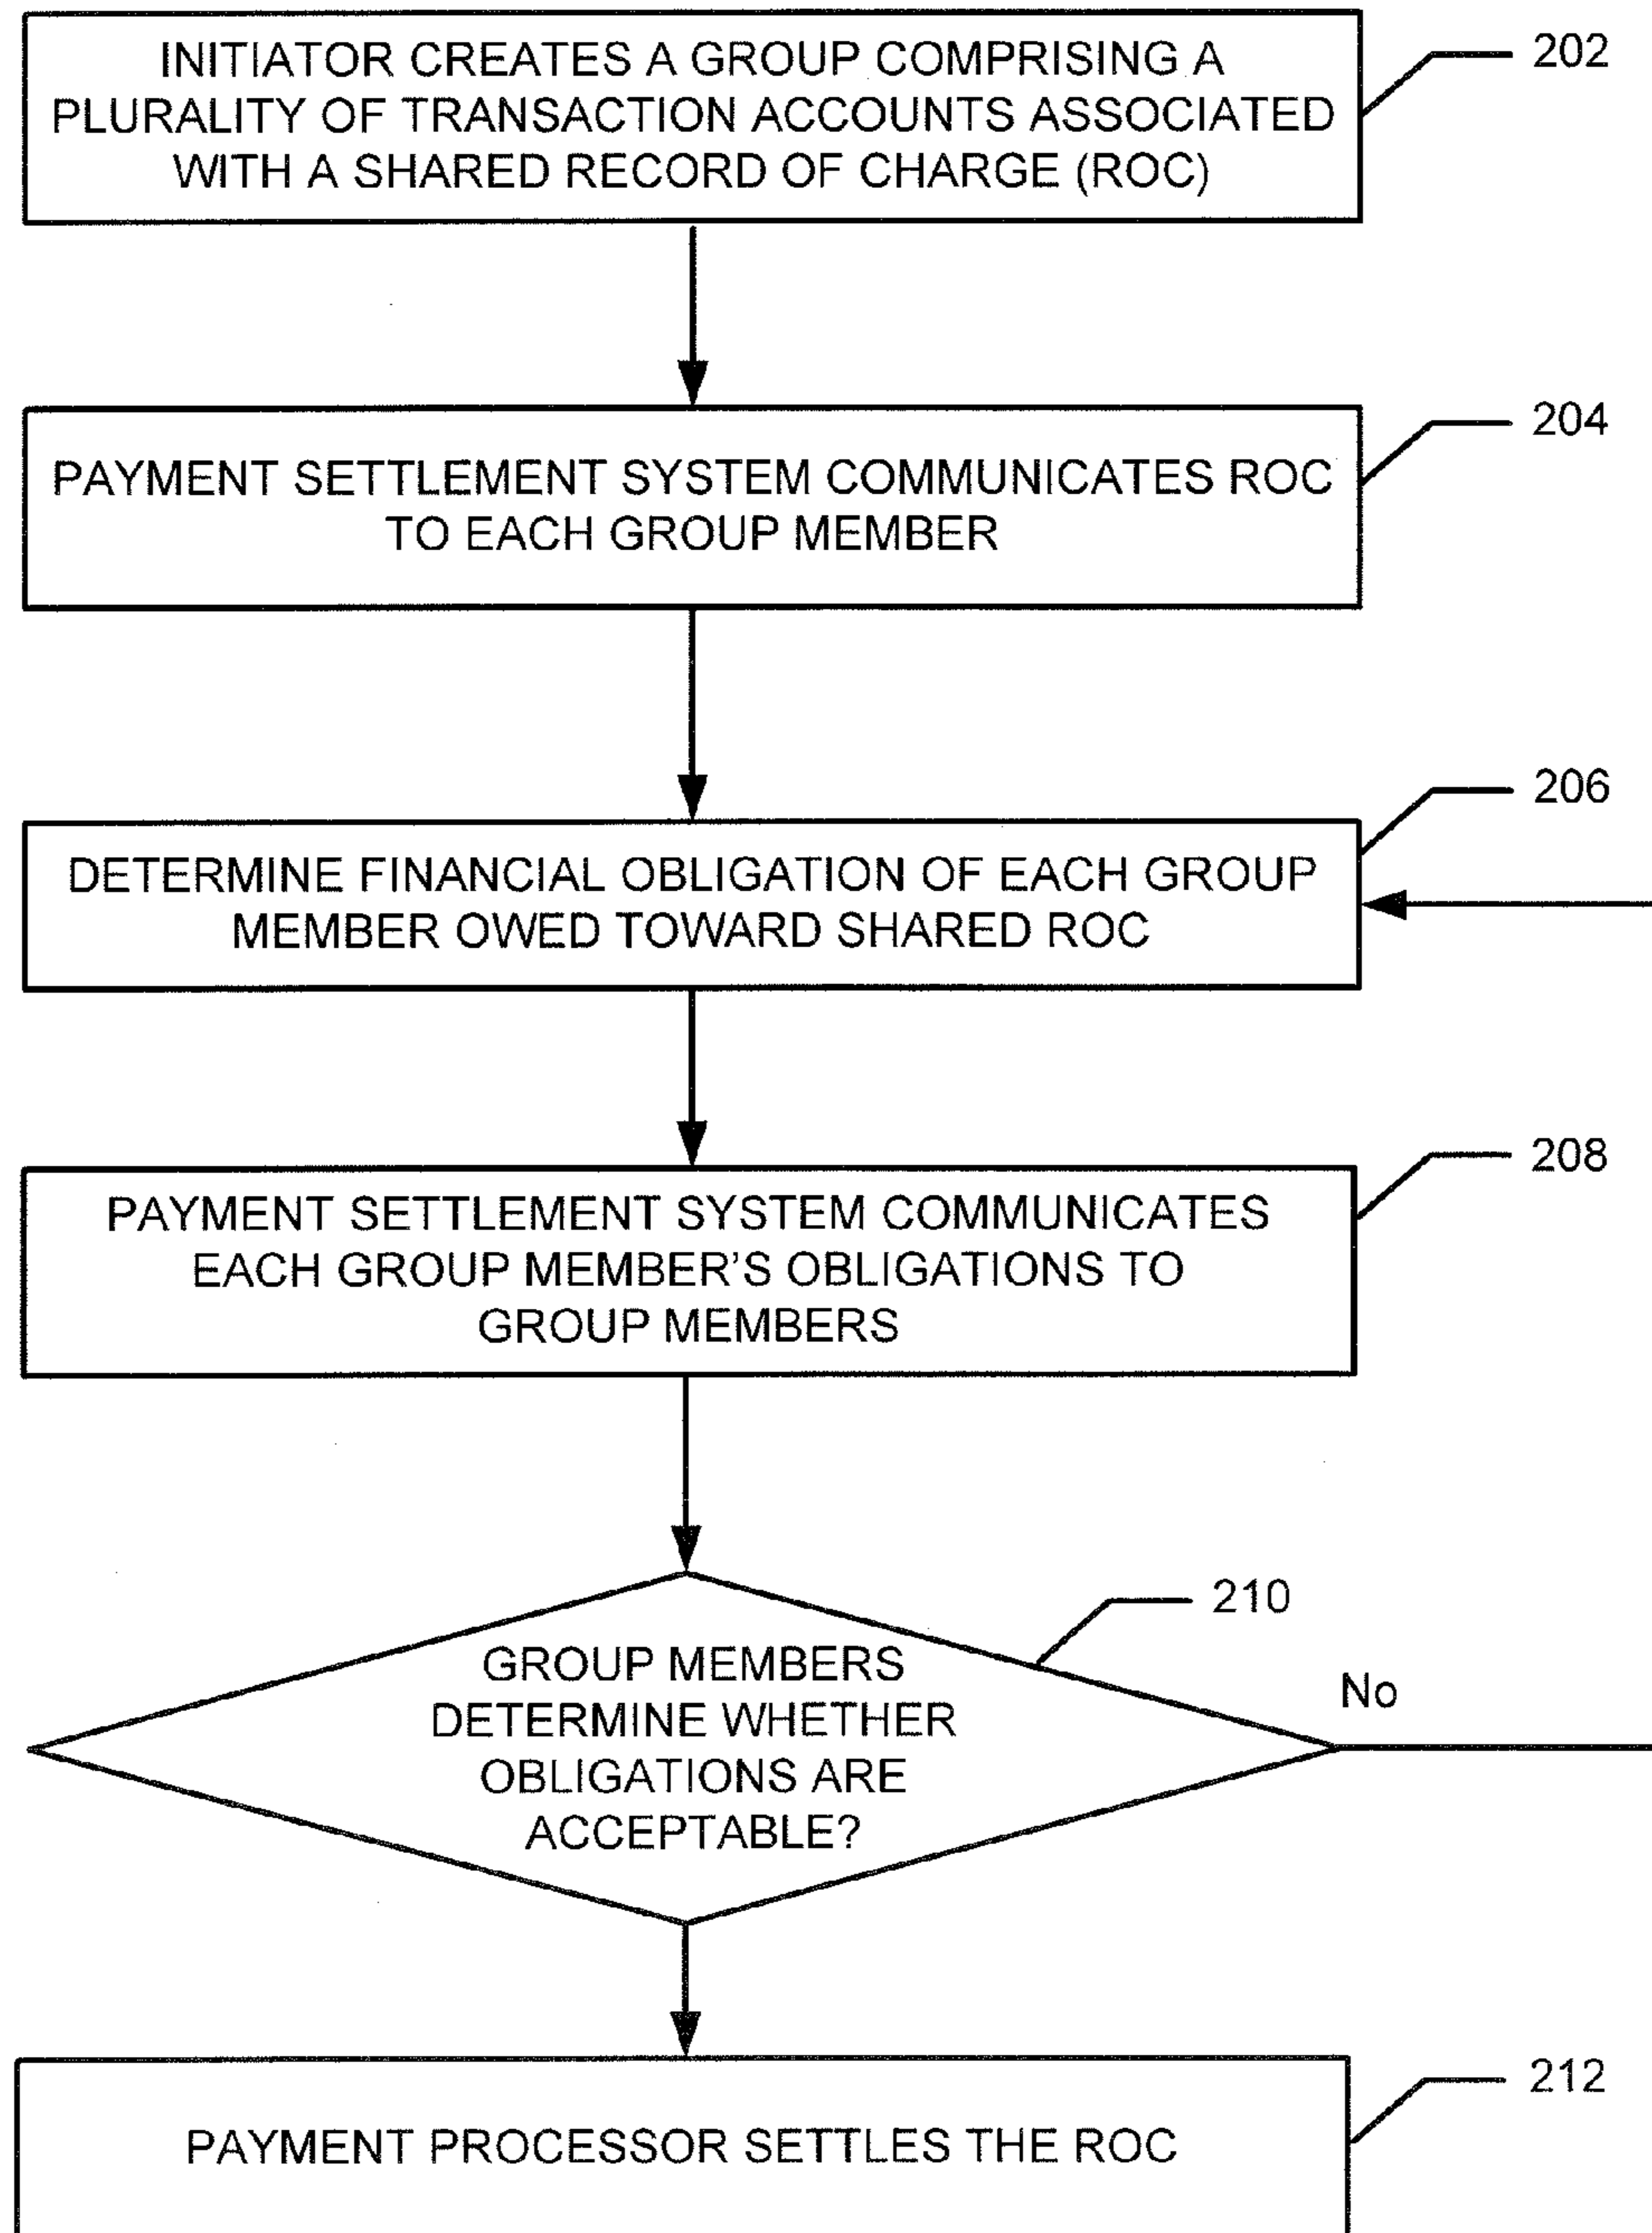 INITIATOR CREATES A GROUP COMPRISING A
PLURALITY OF TRANSACTION ACCOUNTS ASSOCIATED
WITH A SHARED RECORD OF CHARGE (ROC)
202
PAYMENT SETTLEMENT SYSTEM COMMUNICATES ROC
TO EACH GROUP MEMBER
204
DETERMINE FINANCIAL OBLIGATION OF EACH GROUP
MEMBER OWED TOWARD SHARED ROC
206
PAYMENT SETTLEMENT SYSTEM COMMUNICATES
EACH GROUP MEMBER'S OBLIGATIONS TO
GROUP MEMBERS
208
GROUP MEMBERS
DETERMINE WHETHER
OBLIGATIONS ARE
ACCEPTABLE?
210
No
PAYMENT PROCESSOR SETTLES THE ROC
212